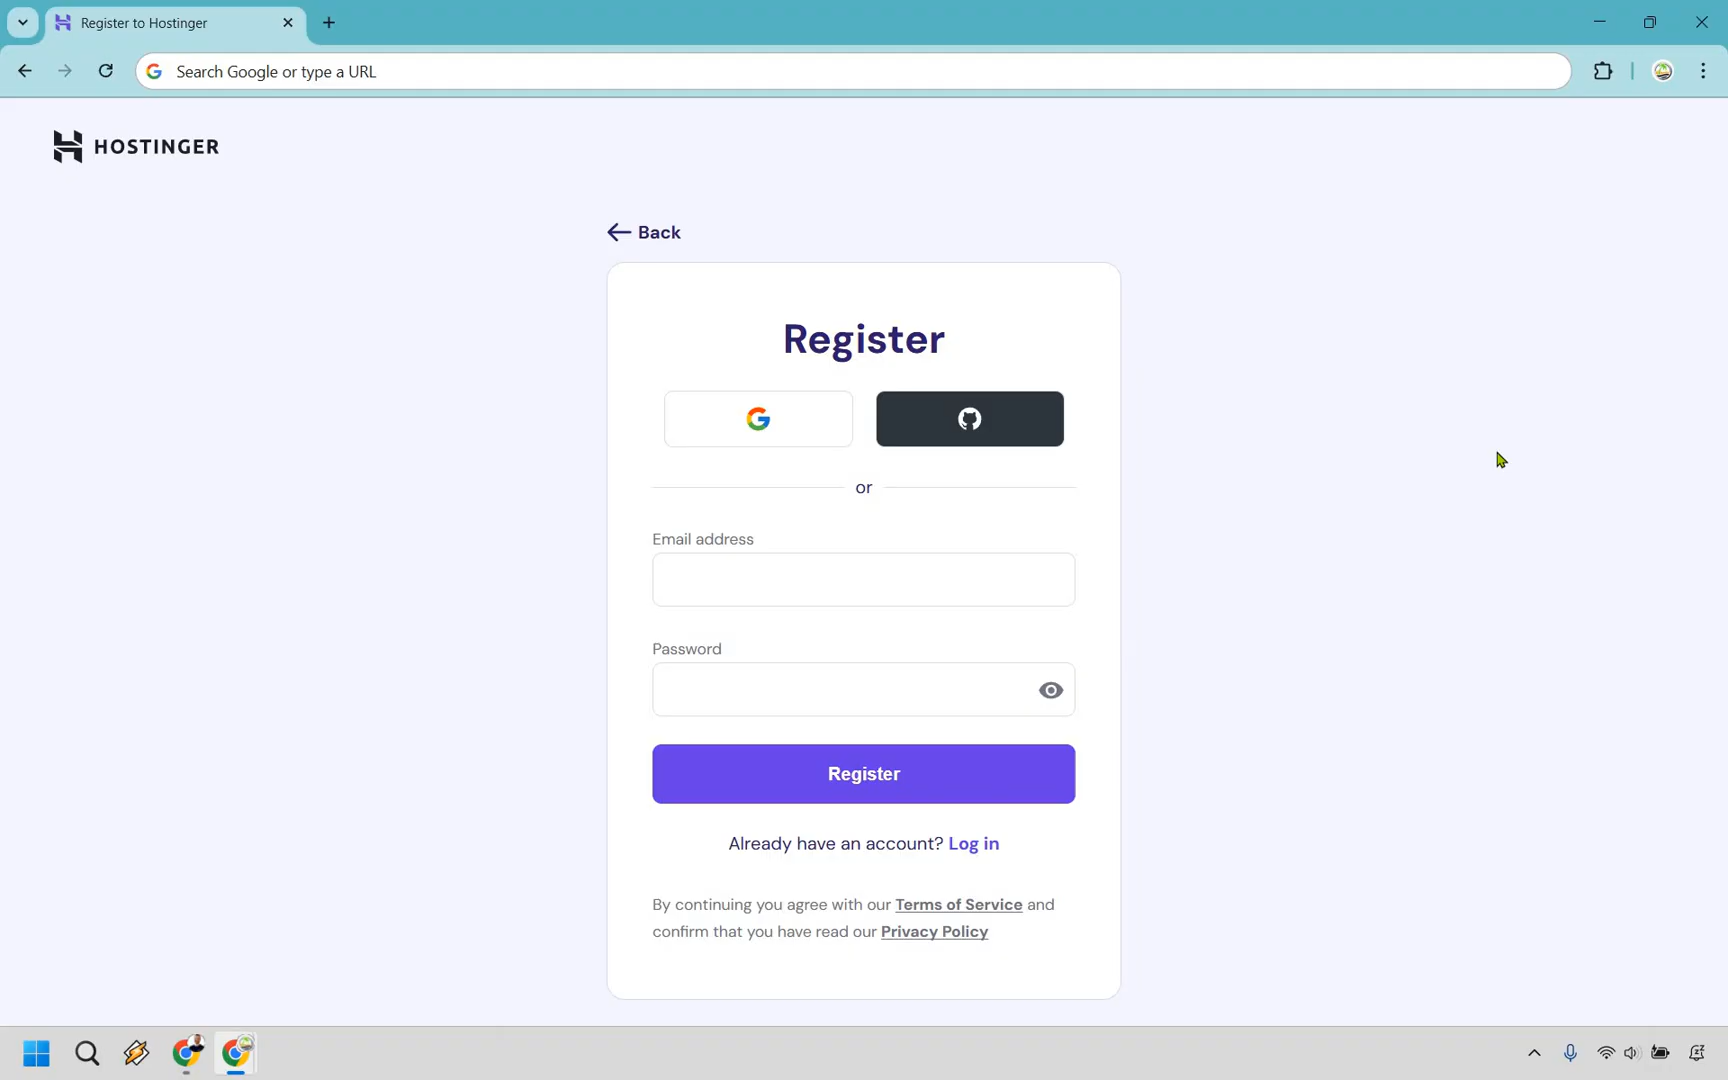 Register to Hostinger
Search Google or type a URL
HOSTINGER
Back
Register
or
Email address
Password
Register
Already have an account? Log in
By continuing you agree with our Terms of Service and
confirm that you have read our Privacy Policy